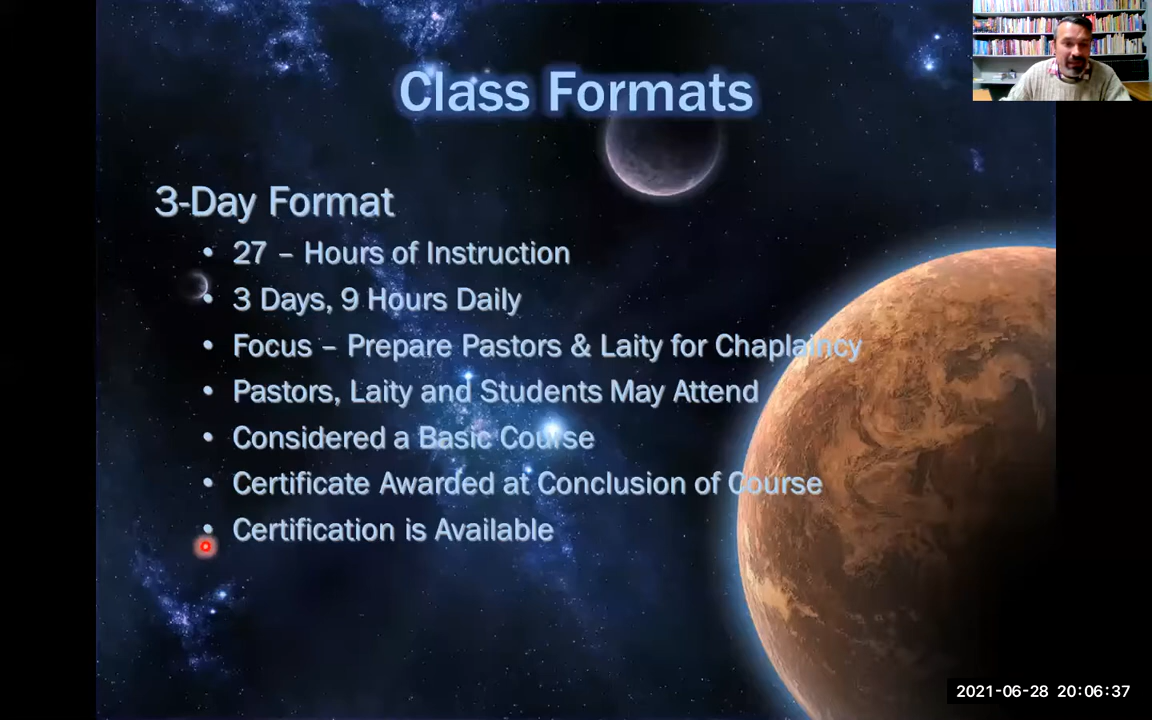 Class Formats
3-Day Format
• 27 – Hours of Instruction
• 3 Days, 9 Hours Daily
• Focus – Prepare Pastors & Laity for Chaplaincy
• Pastors, Laity and Students May Attend
• Considered a Basic Course
• Certificate Awarded at Conclusion of Course
• Certification is Available
2021-06-28 20:06:37